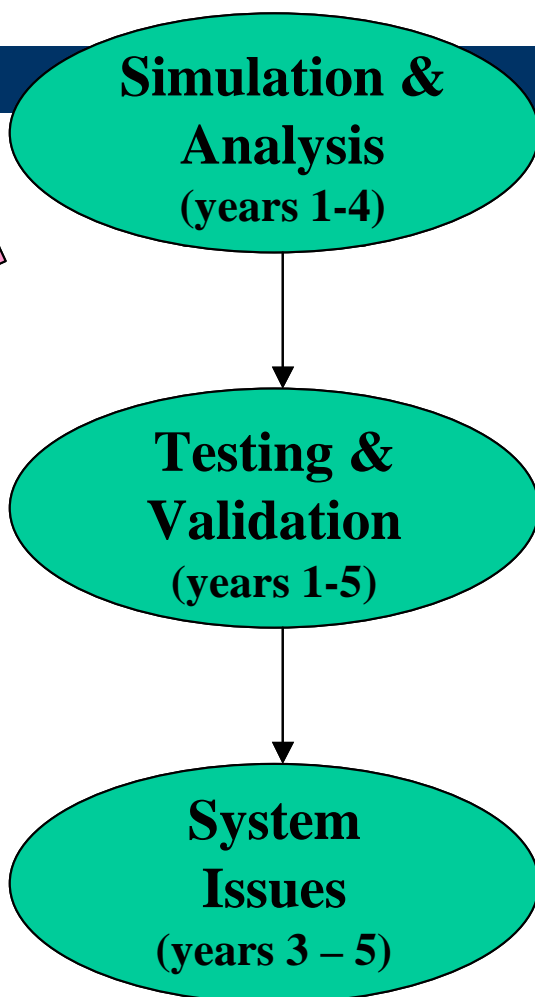 Simulation &
Analysis
(years 1-4)
Testing &
Validation
(years 1-5)
System
Issues
(years 3 – 5)